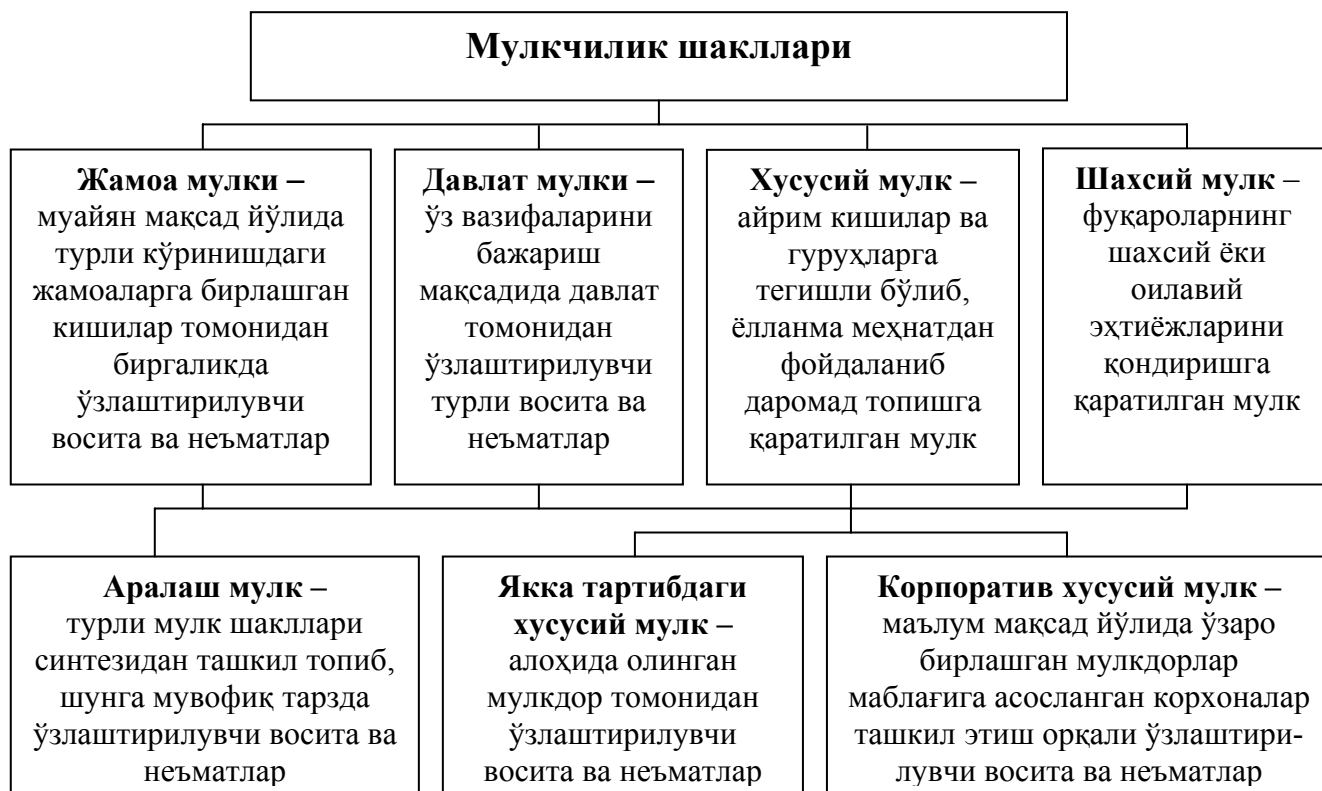 Мулкчилик шакллари
Жамоа мулки –
муайян мақсад йўлида
турли кўринишдаги
жамоаларга бирлашган
кишилар томонидан
биргаликда
ўзлаштирилувчи
восита ва неъматлар
Давлат мулки –
ўз вазифаларини
бажариш
мақсадида давлат
томонидан
ўзлаштирилувчи
турли восита ва
неъматлар
Хусусий мулк –
айрим кишилар ва
гуруҳларга
тегишли бўлиб,
ёлланма меҳнатдан
фойдаланиб
даромад топишга
қаратилган мулк
Шахсий мулк –
фуқароларнинг
шахсий ёки
оилавий
эҳтиёжларини
қондиришга
қаратилган мулк
Аралаш мулк –
турли мулк шакллари
синтезидан ташкил топиб,
шунга мувофиқ тарзда
ўзлаштирилувчи восита ва
неъматлар
Якка тартибдаги
хусусий мулк –
алоҳида олинган
мулкдор томонидан
ўзлаштирилувчи
восита ва неъматлар
Корпоратив хусусий мулк –
маълум мақсад йўлида ўзаро
бирлашган мулкдорлар
маблағига асосланган корхоналар
ташкил этиш орқали ўзлаштири-
лувчи восита ва неъматлар